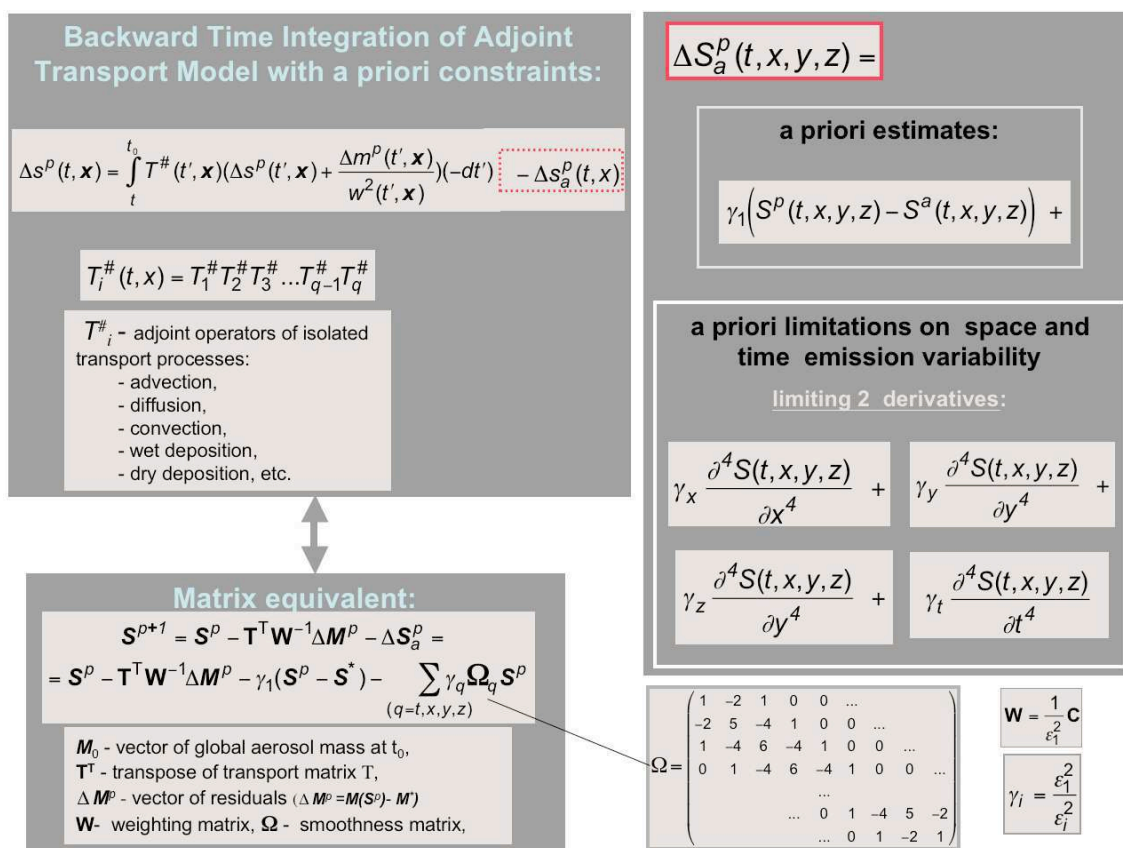 Backward Time Integration of Adjoint
Transport Model with a priori constraints:
Δs^p(t, x) = ∫_t^{t_0} T^#(t′, x)(Δs^p(t′, x) + Δm^p(t′, x) / w^2(t′, x))(-dt′) - Δs_a^p(t, x)
T_i^#(t, x) = T_1^# T_2^# T_3^# ...T_{q-1}^# T_q^#
T^#_i - adjoint operators of isolated
transport processes:
- advection,
- diffusion,
- convection,
- wet deposition,
- dry deposition, etc.
Matrix equivalent:
S^{p+1} = S^p - T^T W^{-1} ΔM^p - ΔS_a^p =
= S^p - T^T W^{-1} ΔM^p - γ_1(S^p - S^*) - ∑_{(q=t,x,y,z)} γ_q Ω_q S^p
M_0 - vector of global aerosol mass at t_0,
T^T - transpose of transport matrix T,
Δ M^p - vector of residuals (Δ M^p =M(S^p)- M^*)
W- weighting matrix, Ω - smoothness matrix,
ΔS_a^p(t, x, y, z) =
a priori estimates:
γ_1(S^p(t, x, y, z) - S^a(t, x, y, z)) +
a priori limitations on space and
time emission variability
limiting 2 derivatives:
γ_x ∂^4S(t, x, y, z) / ∂x^4 + γ_y ∂^4S(t, x, y, z) / ∂y^4 +
γ_z ∂^4S(t, x, y, z) / ∂y^4 + γ_t ∂^4S(t, x, y, z) / ∂t^4
Ω =
1 -2 1 0 0 ...
-2 5 -4 1 0 0 ...
1 -4 6 -4 1 0 0 ...
0 1 -4 6 -4 1 0 0 ...
...
... 0 1 -4 5 -2
... 0 1 -2 1
W = 1 / ε_1^2 C
γ_i = ε_1^2 / ε_i^2